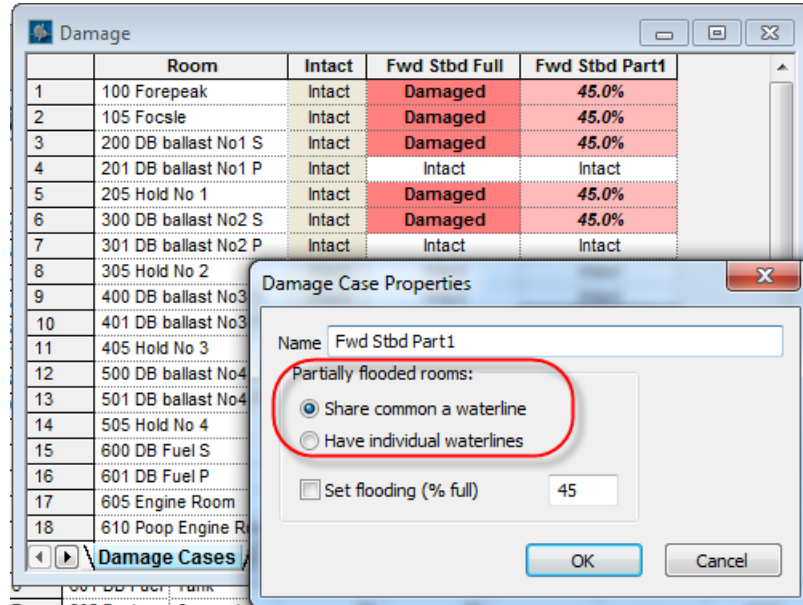 Damage
Room Intact Fwd Stbd Full Fwd Stbd Part1
1 100 Forepeak Intact Damaged 45.0%
2 105 Focsle Intact Damaged 45.0%
3 200 DB ballast No1 S Intact Damaged 45.0%
4 201 DB ballast No1 P Intact Intact Intact
5 205 Hold No 1 Intact Damaged 45.0%
6 300 DB ballast No2 S Intact Damaged 45.0%
7 301 DB ballast No2 P Intact Intact Intact
8 305 Hold No 2
9 400 DB ballast No3
10 401 DB ballast No3
11 405 Hold No 3
12 500 DB ballast No4
13 501 DB ballast No4
14 505 Hold No 4
15 600 DB Fuel S
16 601 DB Fuel P
17 605 Engine Room
18 610 Poop Engine
Damage Cases
Damage Case Properties
Name Fwd Stbd Part1
Partially flooded rooms:
Share common a waterline
Have individual waterlines
Set flooding (% full) 45
OK Cancel